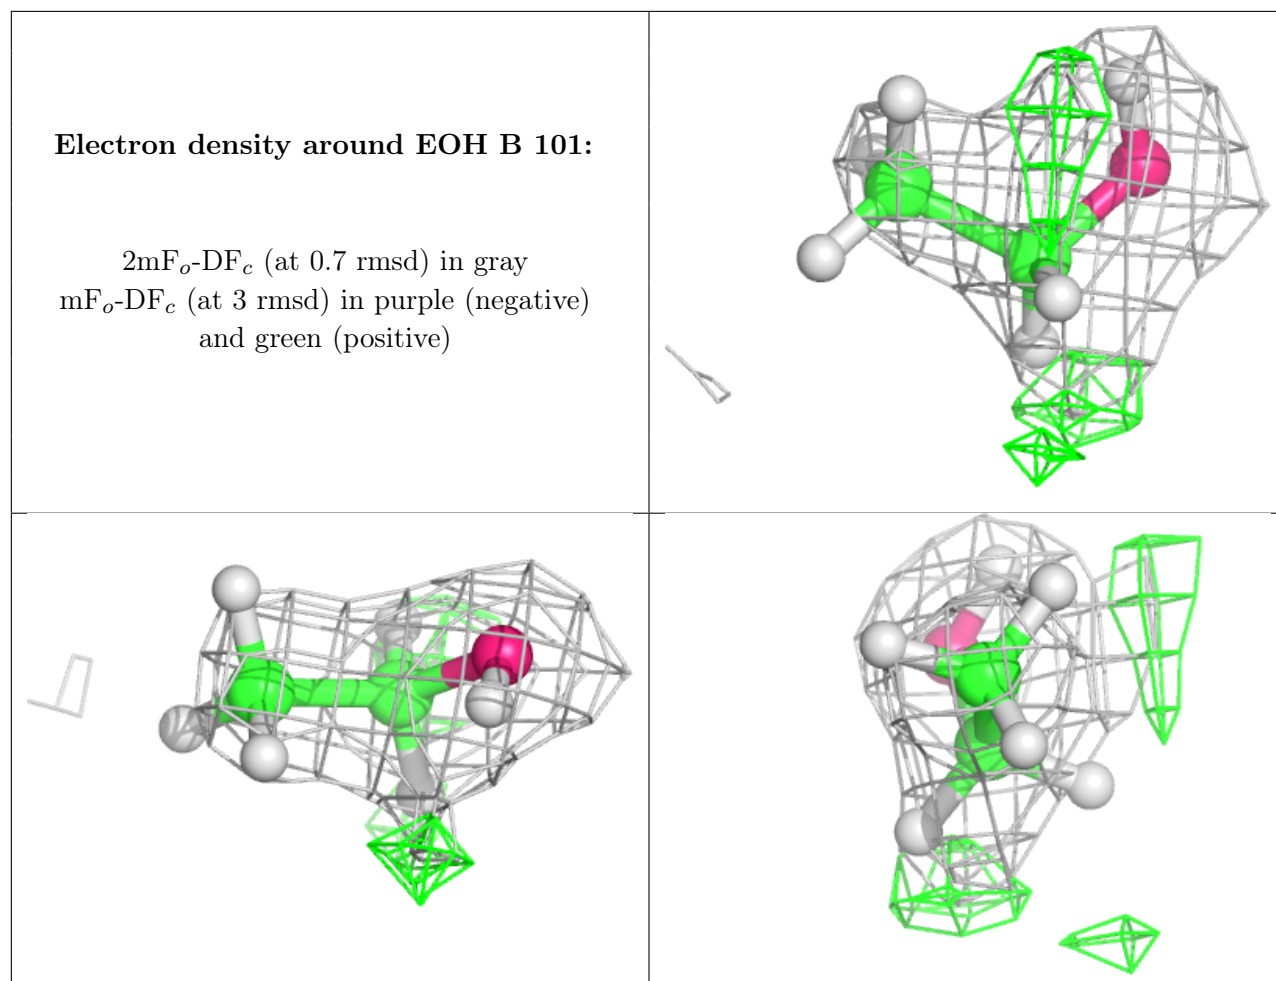 Electron density around EOH B 101:
2mFo-DFc (at 0.7 rmsd) in gray
mFo-DFc (at 3 rmsd) in purple (negative)
and green (positive)